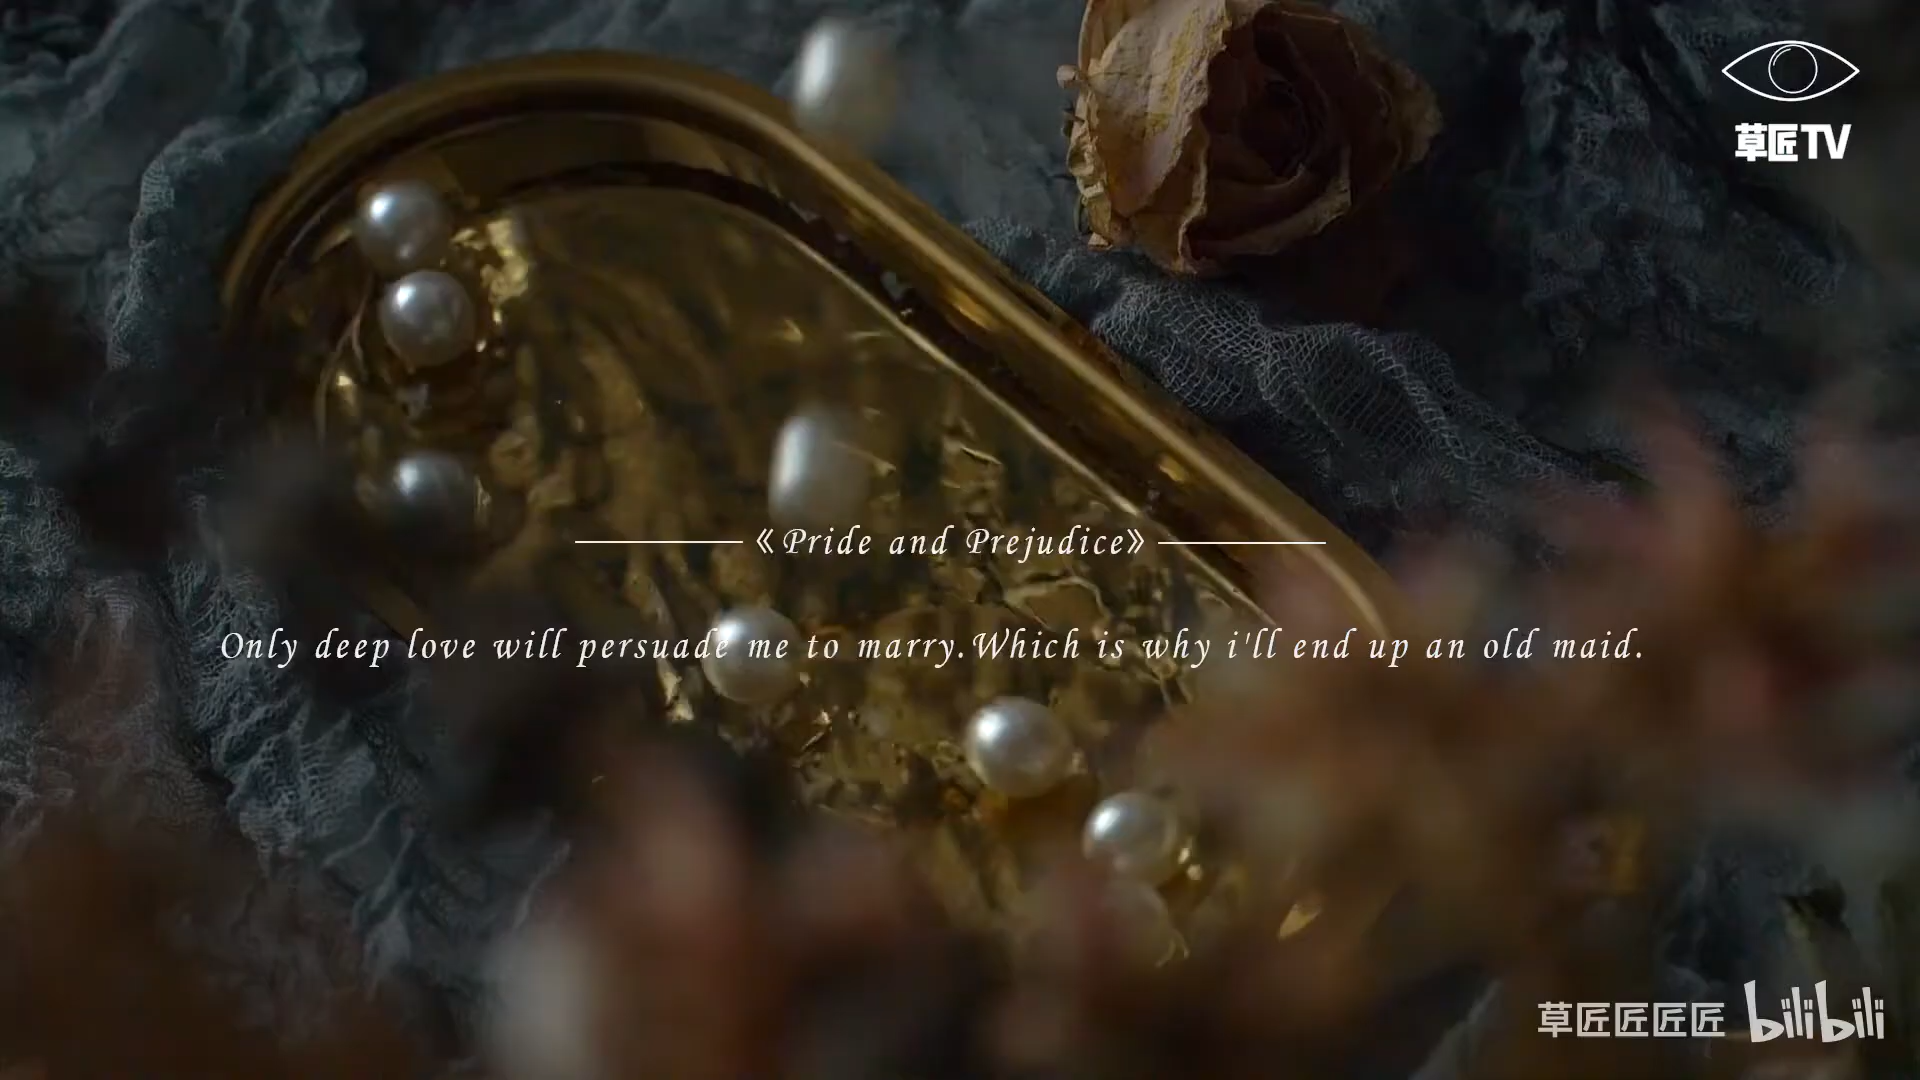 草匠TV
《Pride and Prejudice》
Only deep love will persuade me to marry.Which is why i'll end up an old maid.
草匠匠匠匠 bilibili